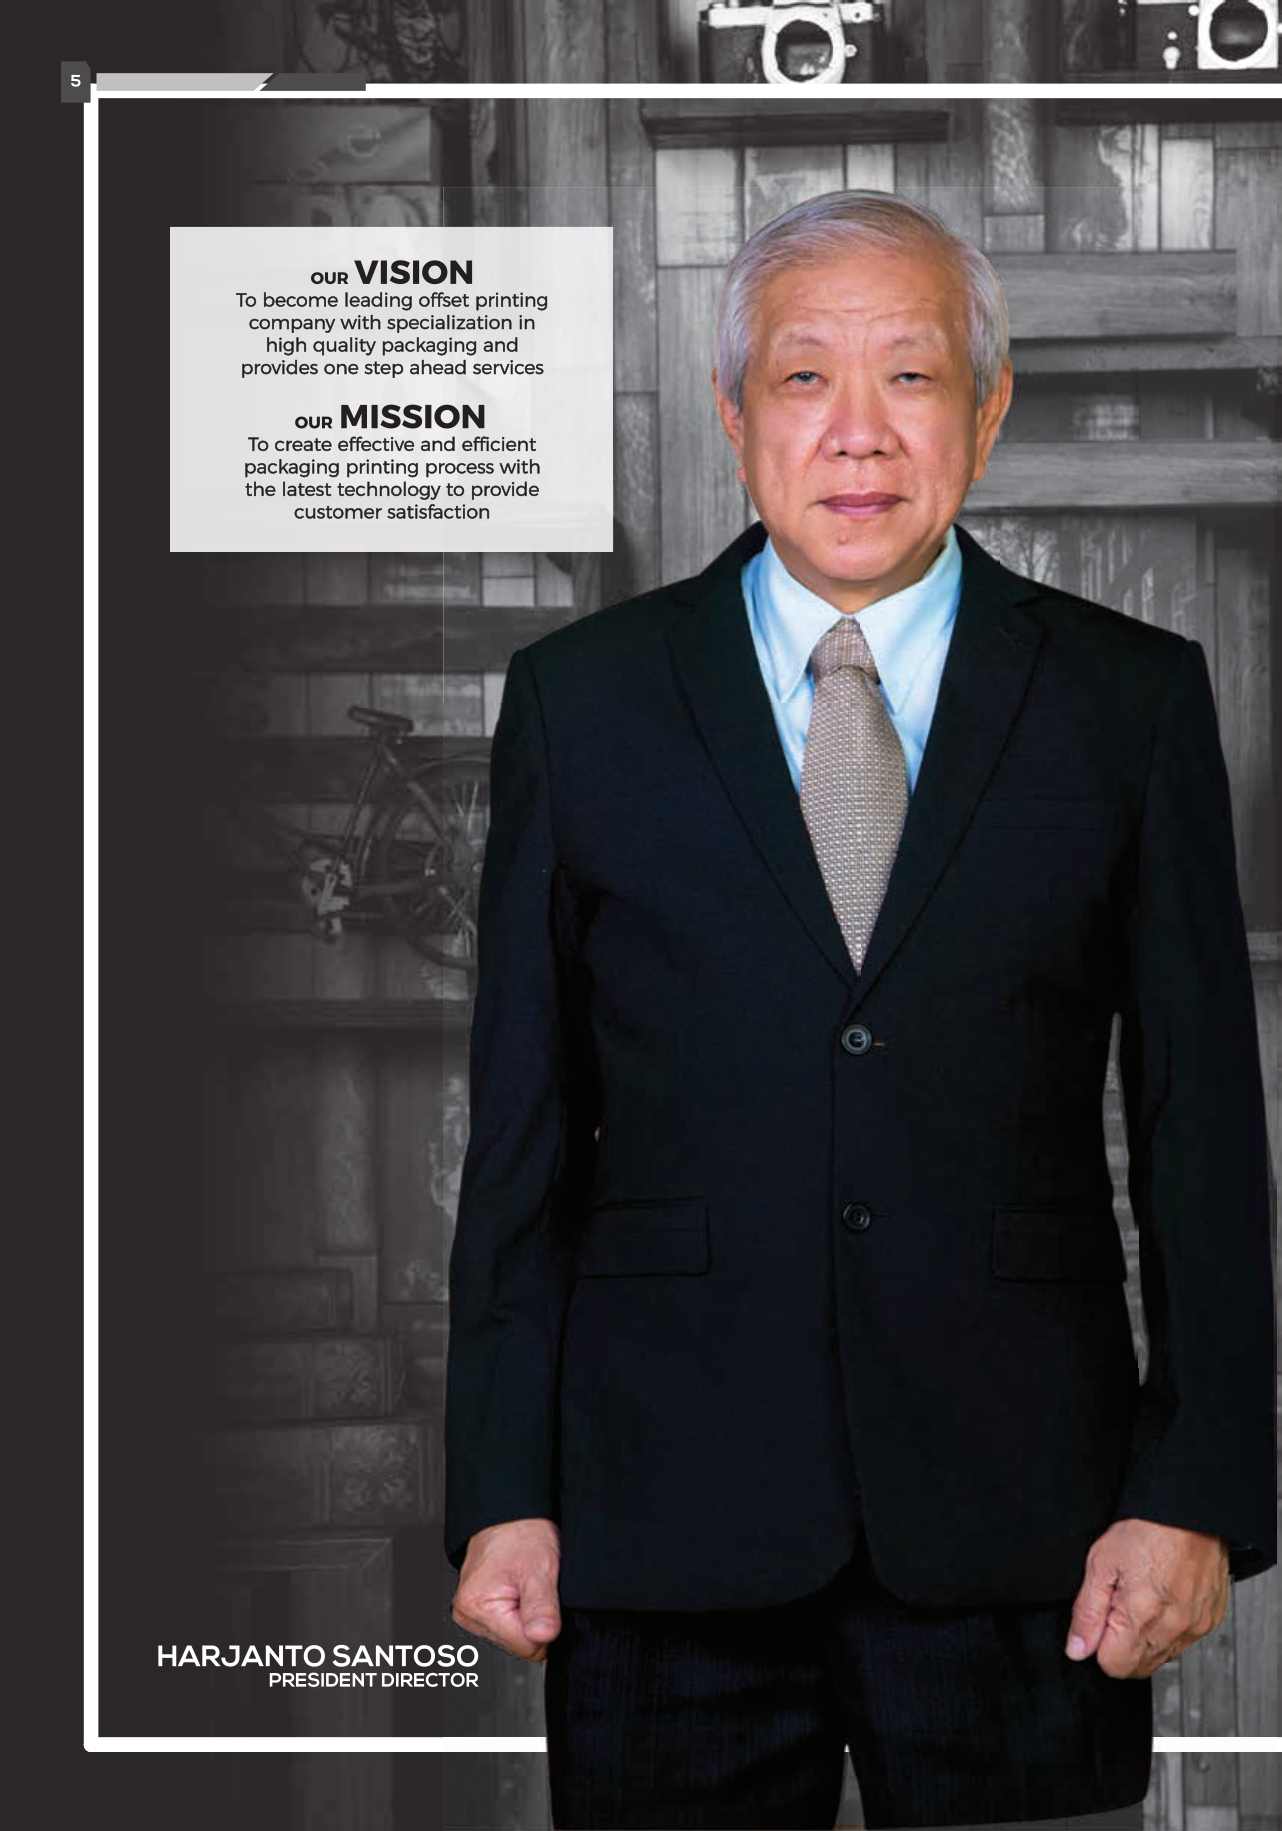 5
OUR VISION
To become leading offset printing
company with specialization in
high quality packaging and
provides one step ahead services
OUR MISSION
To create effective and efficient
packaging printing process with
the latest technology to provide
customer satisfaction
HARJANTO SANTOSO
PRESIDENT DIRECTOR